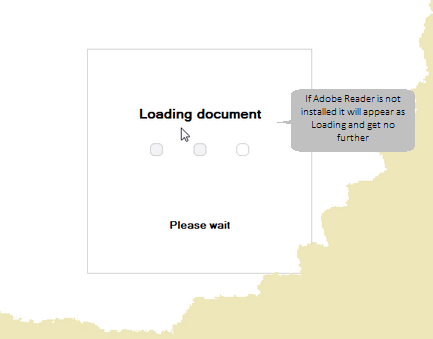 Loading document
If Adobe Reader is not
installed it will appear as
Loading and get no
further
Please wait